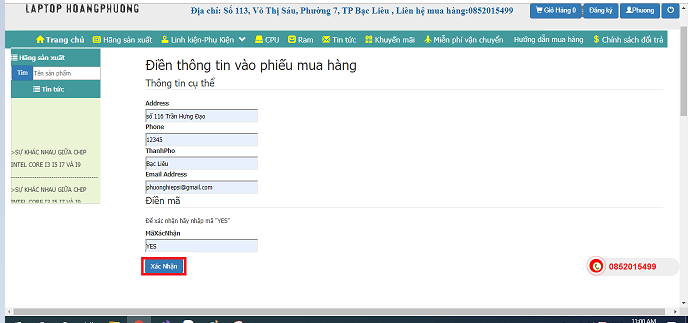 LAPTOP HOANGPHUONG
Địa chỉ: Số 113, Võ Thị Sáu, Phường 7, TP Bạc Liêu , Liên hệ mua hàng:0852015499
Giỏ Hàng 0
Đăng ký
Phuong
Trang chủ
Hãng sản xuất
Linh kiện-Phụ Kiện
CPU
Ram
Tin tức
Khuyến mãi
Miễn phí vận chuyển
Hướng dẫn mua hàng
Chính sách đổi trả
Hãng sản xuất
Tìm
Tên sản phẩm
Tin tức
>SỰ KHÁC NHAU GIỮA CHIP
INTEL CORE I3 I5 I7 VÀ I9
>SỰ KHÁC NHAU GIỮA CHIP
INTEL CORE I3 I5 I7 VÀ I9
Điền thông tin vào phiếu mua hàng
Thông tin cụ thể
Address
số 116 Trần Hưng Đạo
Phone
12345
ThanhPho
Bạc Liêu
Email Address
phuonghiepsi@gmail.com
Điền mã
Để xác nhận hãy nhập mã "YES"
MãXácNhận
YES
Xác Nhận
0852015499
11:00 AM